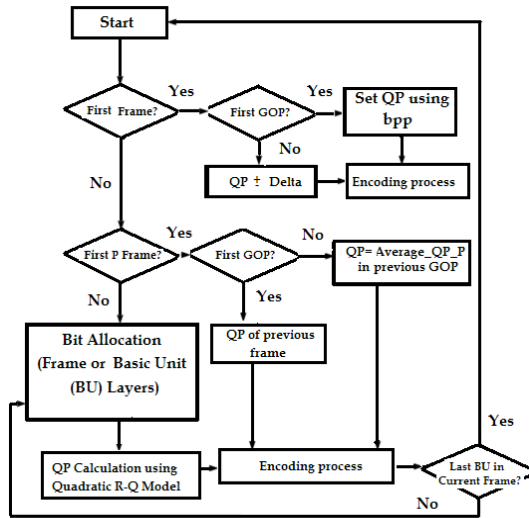 Start
First Frame?
Yes
First GOP?
Yes
Set QP using
bpp
No
No
QP ± Delta
Encoding process
First P Frame?
Yes
First GOP?
No
QP= Average_QP_P
in previous GOP
No
Yes
Bit Allocation
(Frame or Basic Unit
(BU) Layers)
QP of previous
frame
Yes
QP Calculation using
Quadratic R-Q Model
Encoding process
Last BU in
Current Frame?
No